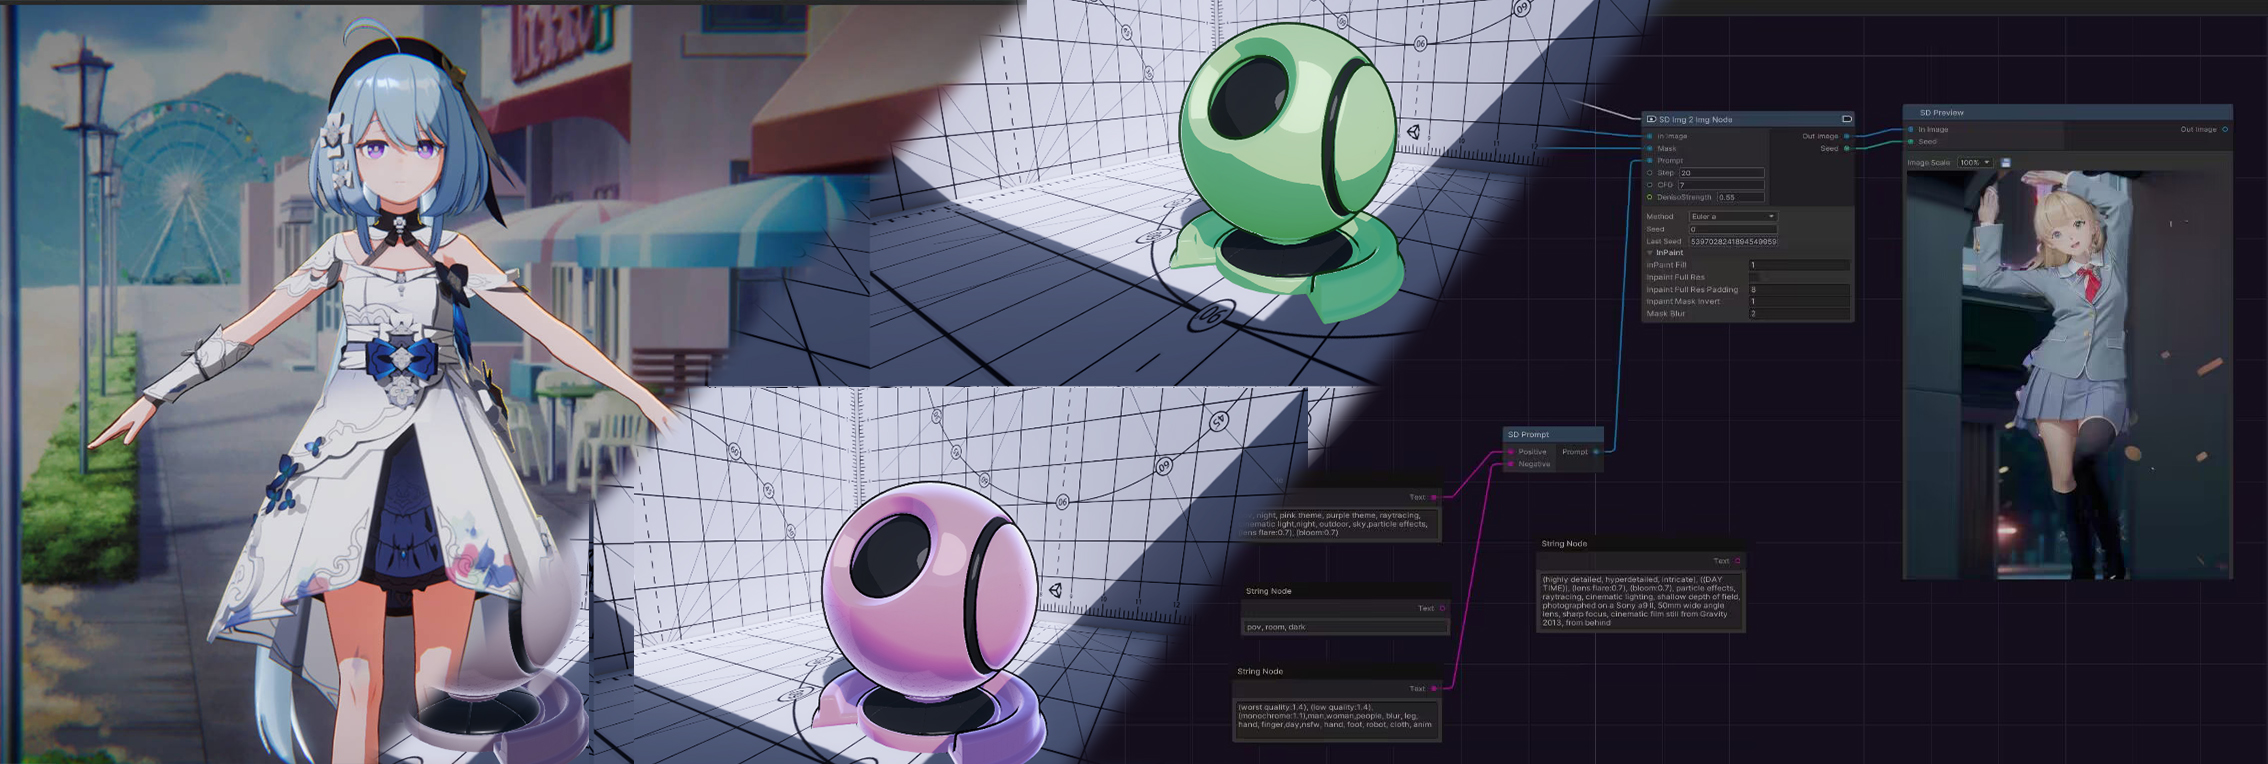 06
09
06
SD Img 2 Img Node
In Image
Out Image
Mask
Seed
Prompt
Step 20
CFG 7
DenisoStrength 0.55
Method Euler a
Seed 0
Last Seed
InPaint
InPaint Fill 1
Inpaint Full Res
Inpaint Full Res Padding 8
Inpaint Mask Invert 1
Mask Blur 2
SD Preview
In Image
Out Image
Seed
Image Scale 100%
SD Prompt
Positive Prompt
Negative
Text
night, pink theme, purple theme, raytracing,
light,night, outdoor, sky,particle effects,
flare:0.7), (bloom:0.7)
String Node
Text
pov, room, dark
String Node
Text
(worst quality:1.4), (low quality:1.4),
(monochrome:1.1),man,woman,people, blur, leg,
hand, finger,day,nsfw, hand, foot, robot, cloth, anim
String Node
Text
(highly detailed, hyperdetailed, intricate), ((DAY
TIME)), (lens flare:0.7), (bloom:0.7), particle effects,
raytracing, cinematic lighting, shallow depth of field,
photographed on a Sony a9 II, 50mm wide angle
lens, sharp focus, cinematic film still from Gravity
2013, from behind
54
09
06
12